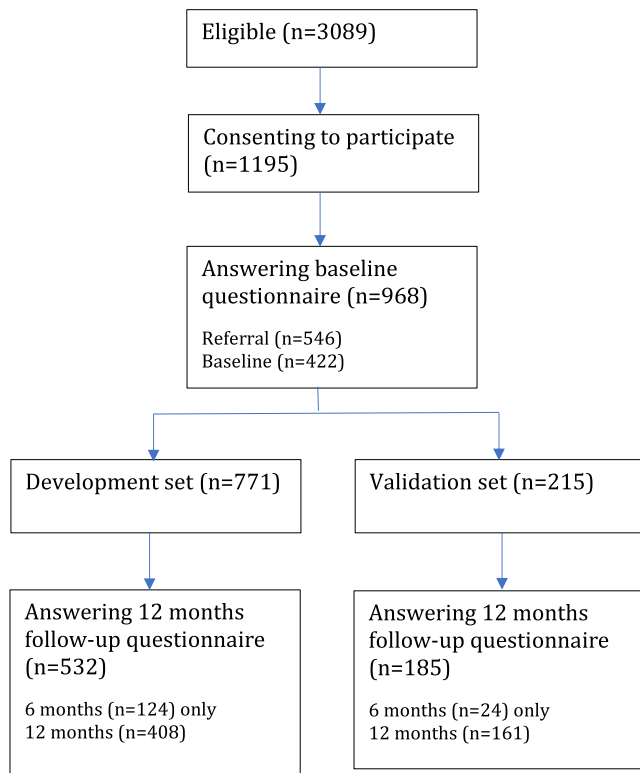 Eligible (n=3089)
Consenting to participate
(n=1195)
Answering baseline
questionnaire (n=968)
Referral (n=546)
Baseline (n=422)
Development set (n=771)
Validation set (n=215)
Answering 12 months
follow-up questionnaire
(n=532)
6 months (n=124) only
12 months (n=408)
Answering 12 months
follow-up questionnaire
(n=185)
6 months (n=24) only
12 months (n=161)